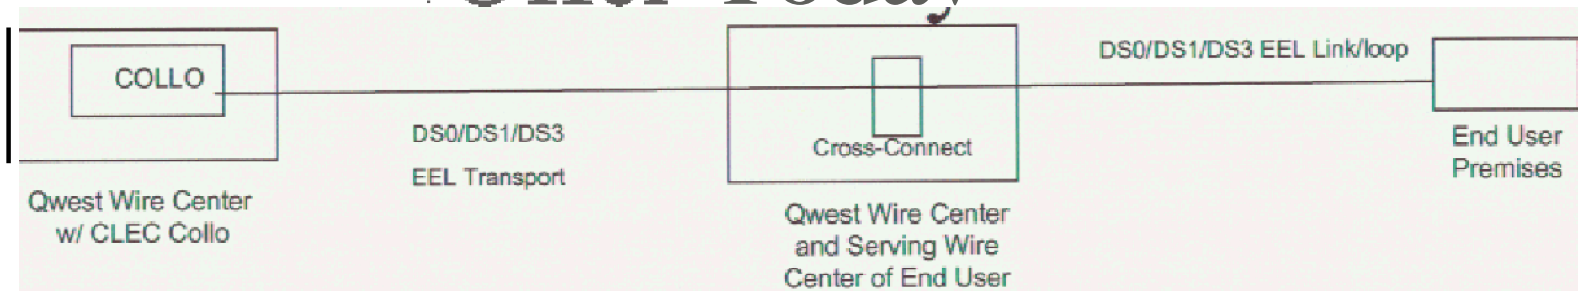 Today
COLLO
DS0/DS1/DS3
EEL Transport
Qwest Wire Center
w/ CLEC Collo
Cross-Connect
Qwest Wire Center
and Serving Wire
Center of End User
DS0/DS1/DS3 EEL Link/loop
End User
Premises